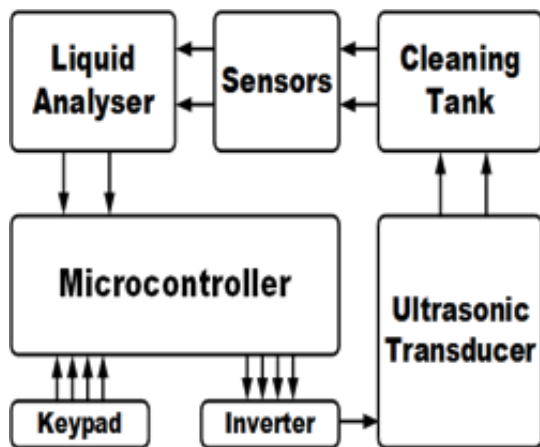 Liquid
Analyser
Sensors
Cleaning
Tank
Microcontroller
Ultrasonic
Transducer
Keypad
Inverter